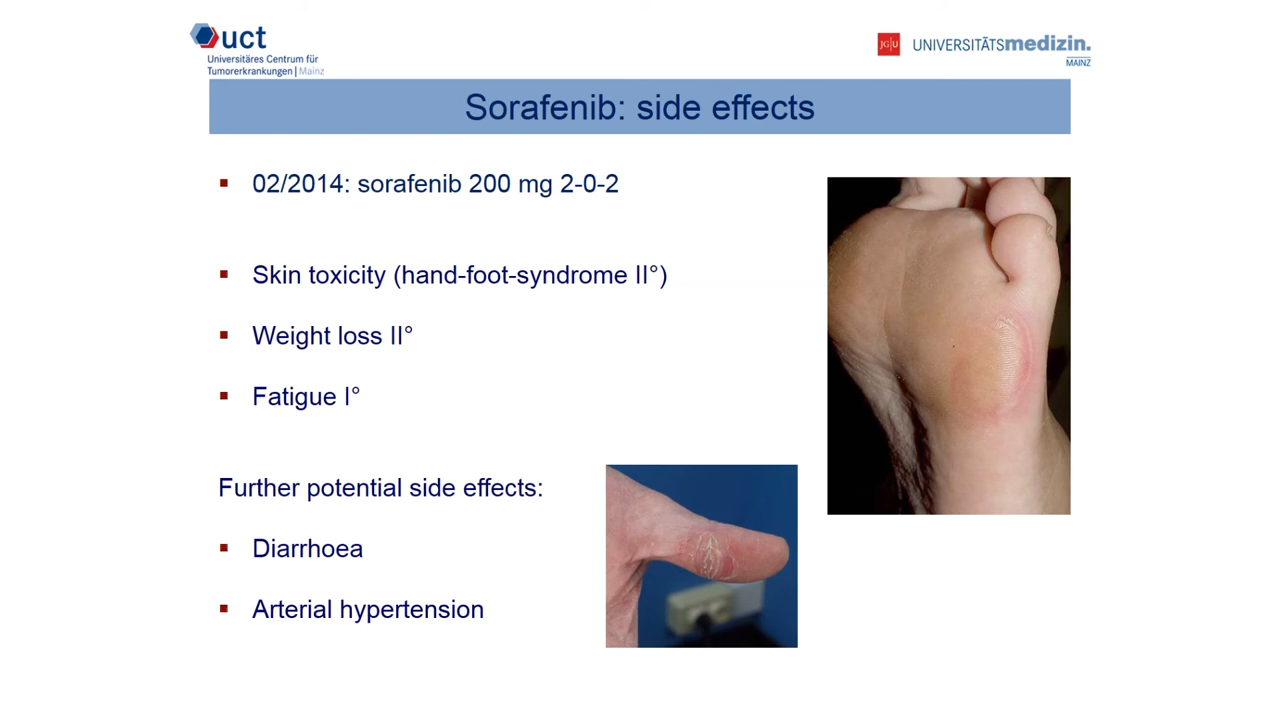 uct
Universitäres Centrum für
Tumorerkrankungen | Mainz
JG|U
UNIVERSITÄTSmedizin.
MAINZ
Sorafenib: side effects
▪ 02/2014: sorafenib 200 mg 2-0-2
▪ Skin toxicity (hand-foot-syndrome II°)
▪ Weight loss II°
▪ Fatigue I°
Further potential side effects:
▪ Diarrhoea
▪ Arterial hypertension